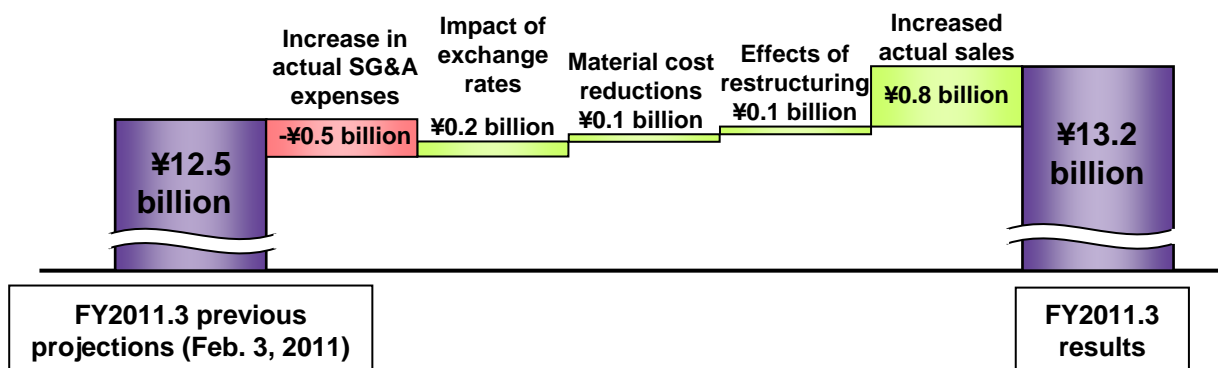 Increase in
actual SG&A
expenses
-¥0.5 billion
Impact of
exchange
rates
¥0.2 billion
Material cost
reductions
¥0.1 billion
Effects of
restructuring
¥0.1 billion
Increased
actual sales
¥0.8 billion
¥12.5
billion
¥13.2
billion
FY2011.3 previous
projections (Feb. 3, 2011)
FY2011.3
results